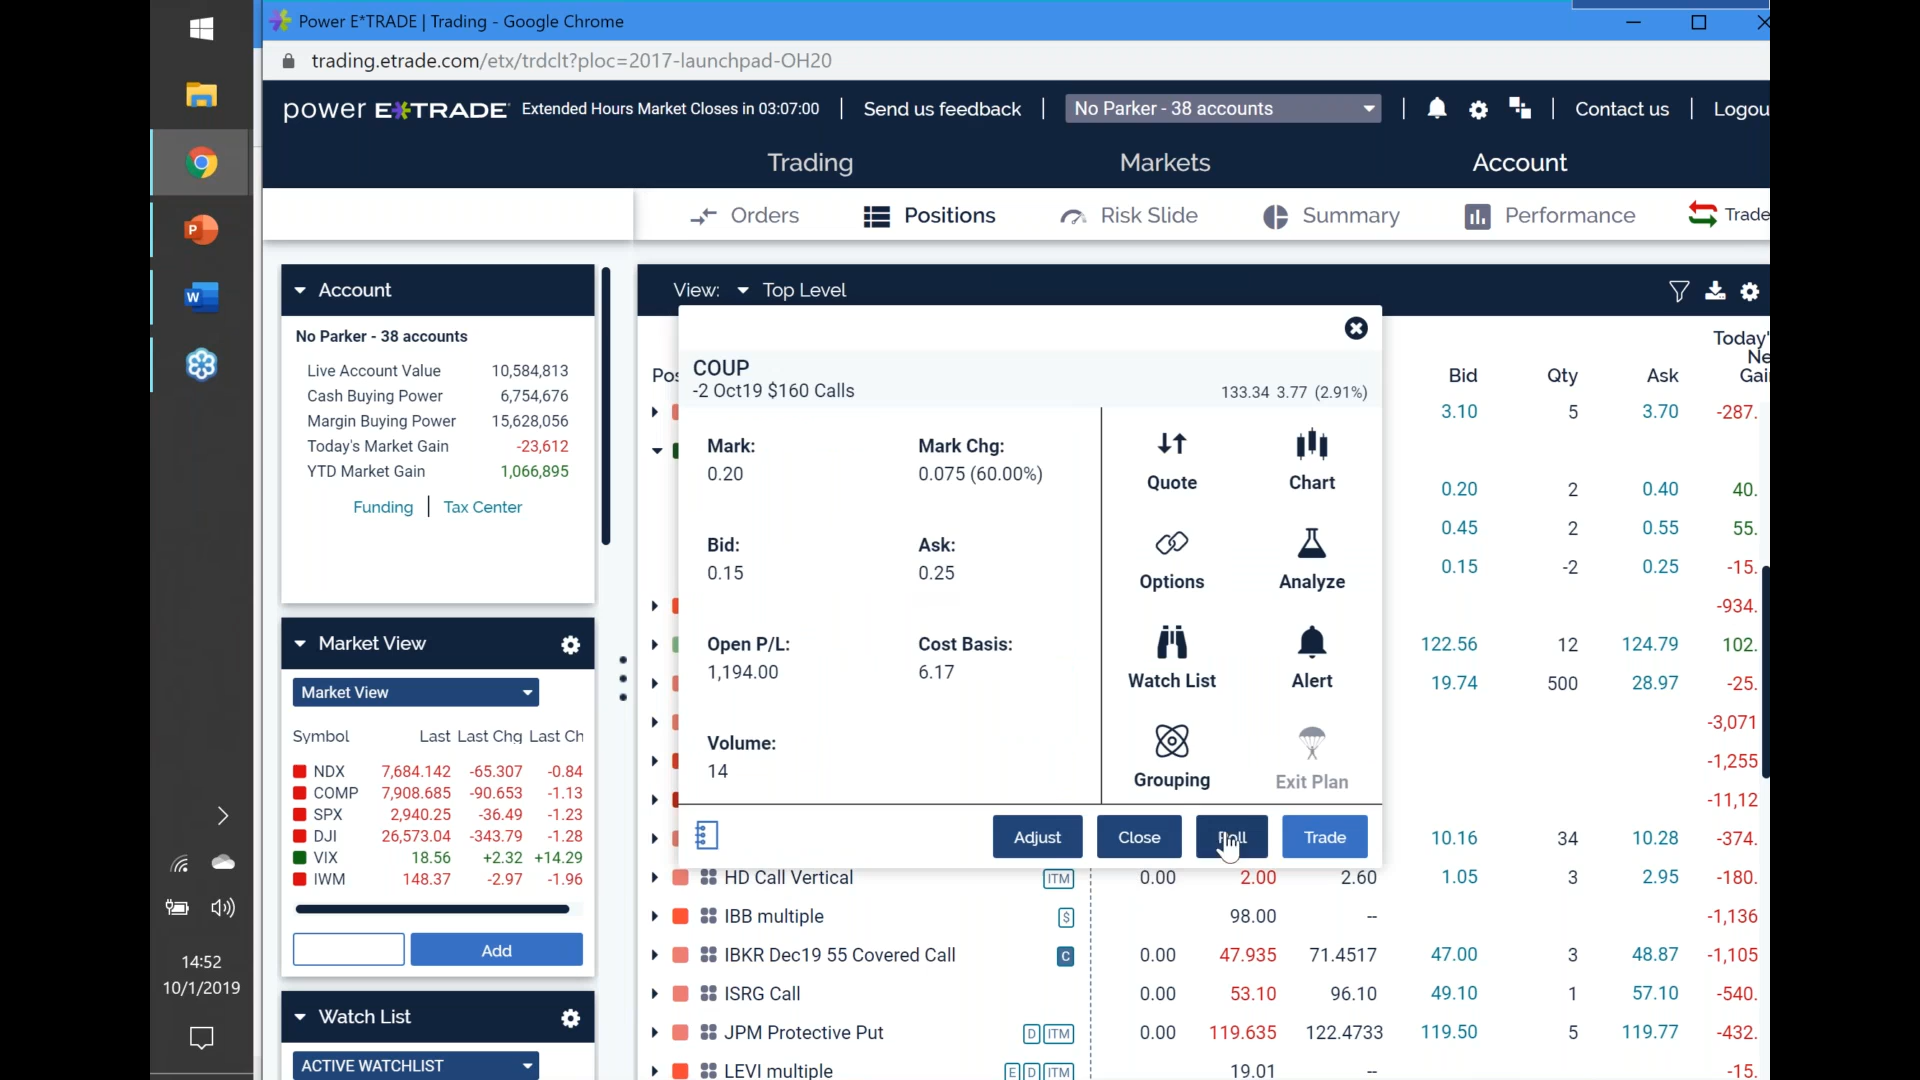 Power E*TRADE | Trading - Google Chrome
trading.etrade.com/etx/trdclt?ploc=2017-launchpad-OH20
power E*TRADE Extended Hours Market Closes in 03:07:00 Send us feedback No Parker - 38 accounts Contact us Logou
Trading Markets Account
Orders Positions Risk Slide Summary Performance Trade
Account
No Parker - 38 accounts
Live Account Value 10,584,813
Cash Buying Power 6,754,676
Margin Buying Power 15,628,056
Today's Market Gain -23,612
YTD Market Gain 1,066,895
Funding Tax Center
Market View
Market View
Symbol Last Last Chg Last Ch
NDX 7,684.142 -65.307 -0.84
COMP 7,908.685 -90.653 -1.13
SPX 2,940.25 -36.49 -1.23
DJI 26,573.04 -343.79 -1.28
VIX 18.56 +2.32 +14.29
IWM 148.37 -2.97 -1.96
Add
Watch List
ACTIVE WATCHLIST
14:52
10/1/2019
View: Top Level
COUP
-2 Oct19 $160 Calls
133.34 3.77 (2.91%)
Mark: Mark Chg:
0.20 0.075 (60.00%)
Bid: Ask:
0.15 0.25
Open P/L: Cost Basis:
1,194.00 6.17
Volume:
14
Quote Chart
Options Analyze
Watch List Alert
Grouping Exit Plan
Adjust Close Roll Trade
Pos Bid Qty Ask Today'
Ne
Gai
3.10 5 3.70 -287.
0.20 2 0.40 40.
0.45 2 0.55 55.
0.15 -2 0.25 -15.
-934.
122.56 12 124.79 102.
19.74 500 28.97 -25.
-3,071
-1,255
-11,12
10.16 34 10.28 -374.
HD Call Vertical ITM 0.00 2.00 2.60 1.05 3 2.95 -180.
IBB multiple $ 98.00 -- -1,136
IBKR Dec19 55 Covered Call C 0.00 47.935 71.4517 47.00 3 48.87 -1,105
ISRG Call 0.00 53.10 96.10 49.10 1 57.10 -540.
JPM Protective Put D ITM 0.00 119.635 122.4733 119.50 5 119.77 -432.
LEVI multiple E D ITM 19.01 -- -15.